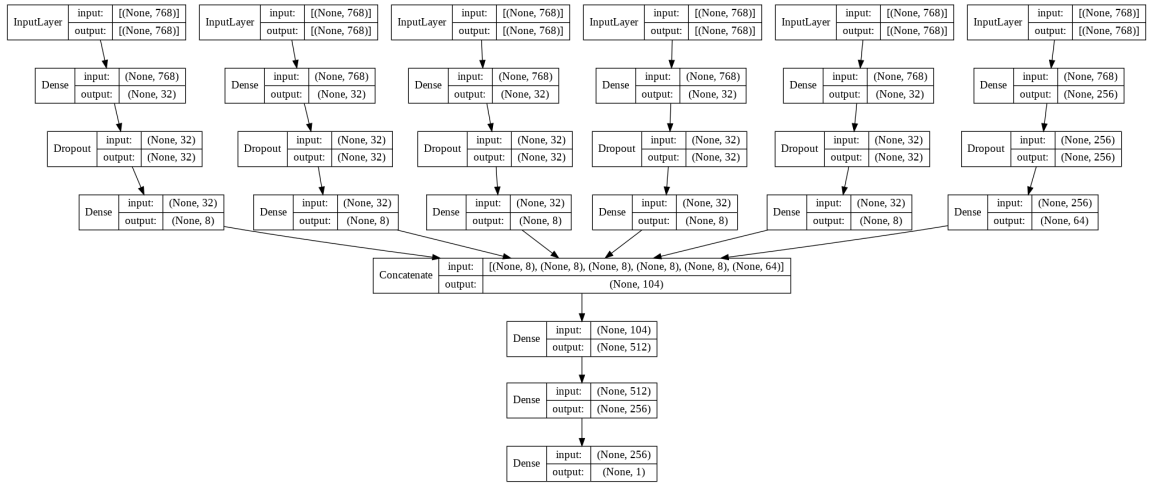 InputLayer input: [(None, 768)] output: [(None, 768)]
InputLayer input: [(None, 768)] output: [(None, 768)]
InputLayer input: [(None, 768)] output: [(None, 768)]
InputLayer input: [(None, 768)] output: [(None, 768)]
InputLayer input: [(None, 768)] output: [(None, 768)]
InputLayer input: [(None, 768)] output: [(None, 768)]
Dense input: (None, 768) output: (None, 32)
Dense input: (None, 768) output: (None, 32)
Dense input: (None, 768) output: (None, 32)
Dense input: (None, 768) output: (None, 32)
Dense input: (None, 768) output: (None, 32)
Dense input: (None, 768) output: (None, 256)
Dropout input: (None, 32) output: (None, 32)
Dropout input: (None, 32) output: (None, 32)
Dropout input: (None, 32) output: (None, 32)
Dropout input: (None, 32) output: (None, 32)
Dropout input: (None, 32) output: (None, 32)
Dropout input: (None, 256) output: (None, 256)
Dense input: (None, 32) output: (None, 8)
Dense input: (None, 32) output: (None, 8)
Dense input: (None, 32) output: (None, 8)
Dense input: (None, 32) output: (None, 8)
Dense input: (None, 32) output: (None, 8)
Dense input: (None, 256) output: (None, 64)
Concatenate input: [(None, 8), (None, 8), (None, 8), (None, 8), (None, 8), (None, 64)] output: (None, 104)
Dense input: (None, 104) output: (None, 512)
Dense input: (None, 512) output: (None, 256)
Dense input: (None, 256) output: (None, 1)